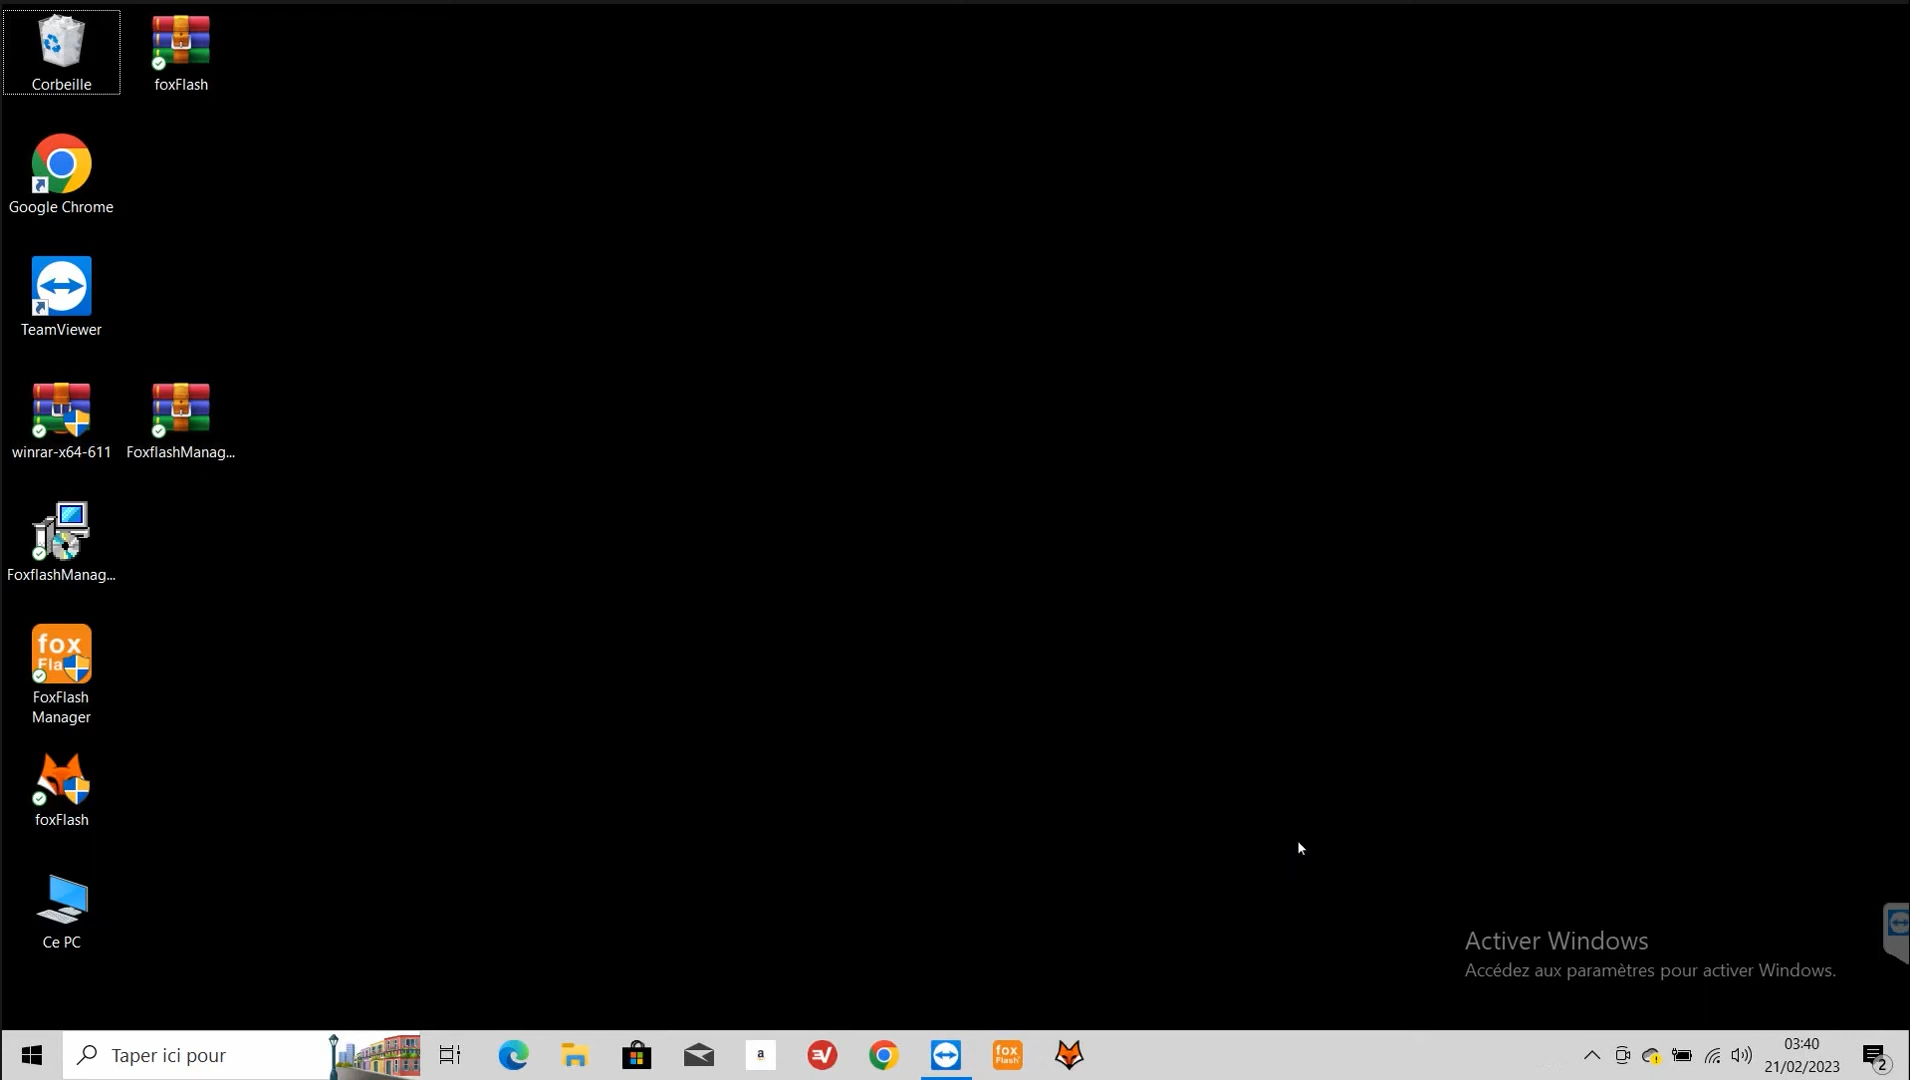 Corbeille
foxFlash
Google Chrome
TeamViewer
winrar-x64-611
FoxflashManag...
FoxflashManag...
fox
Fla
FoxFlash
Manager
foxFlash
Ce PC
Activer Windows
Accédez aux paramètres pour activer Windows.
Taper ici pour
a
fox
Flash
03:40
21/02/2023
2